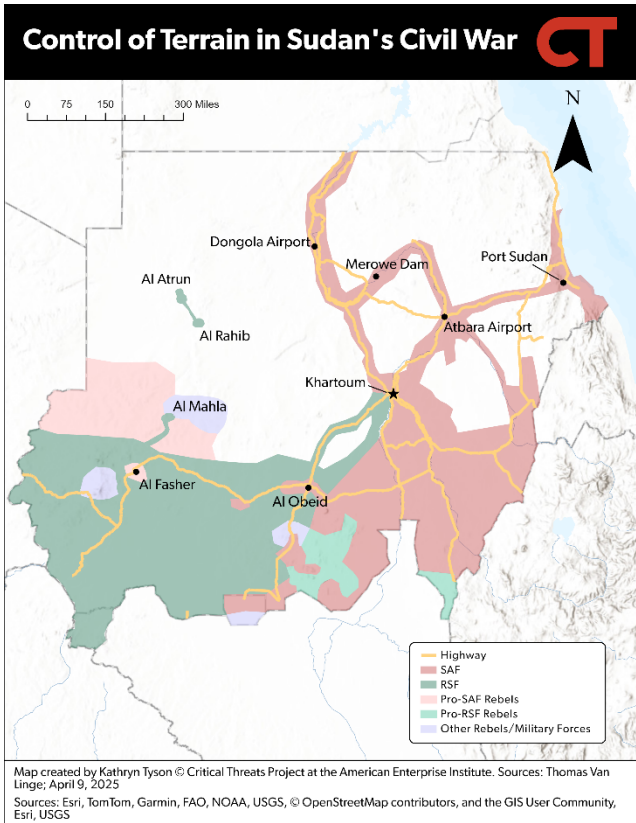 Control of Terrain in Sudan's Civil War
CT
0 75 150 300 Miles
N
Dongola Airport
Merowe Dam
Port Sudan
Al Atrun
Al Rahib
Atbara Airport
Khartoum
Al Mahla
Al Fasher
Al Obeid
Highway
SAF
RSF
Pro-SAF Rebels
Pro-RSF Rebels
Other Rebels/Military Forces
Map created by Kathryn Tyson © Critical Threats Project at the American Enterprise Institute. Sources: Thomas Van
Linge; April 9, 2025
Sources: Esri, TomTom, Garmin, FAO, NOAA, USGS, © OpenStreetMap contributors, and the GIS User Community,
Esri, USGS